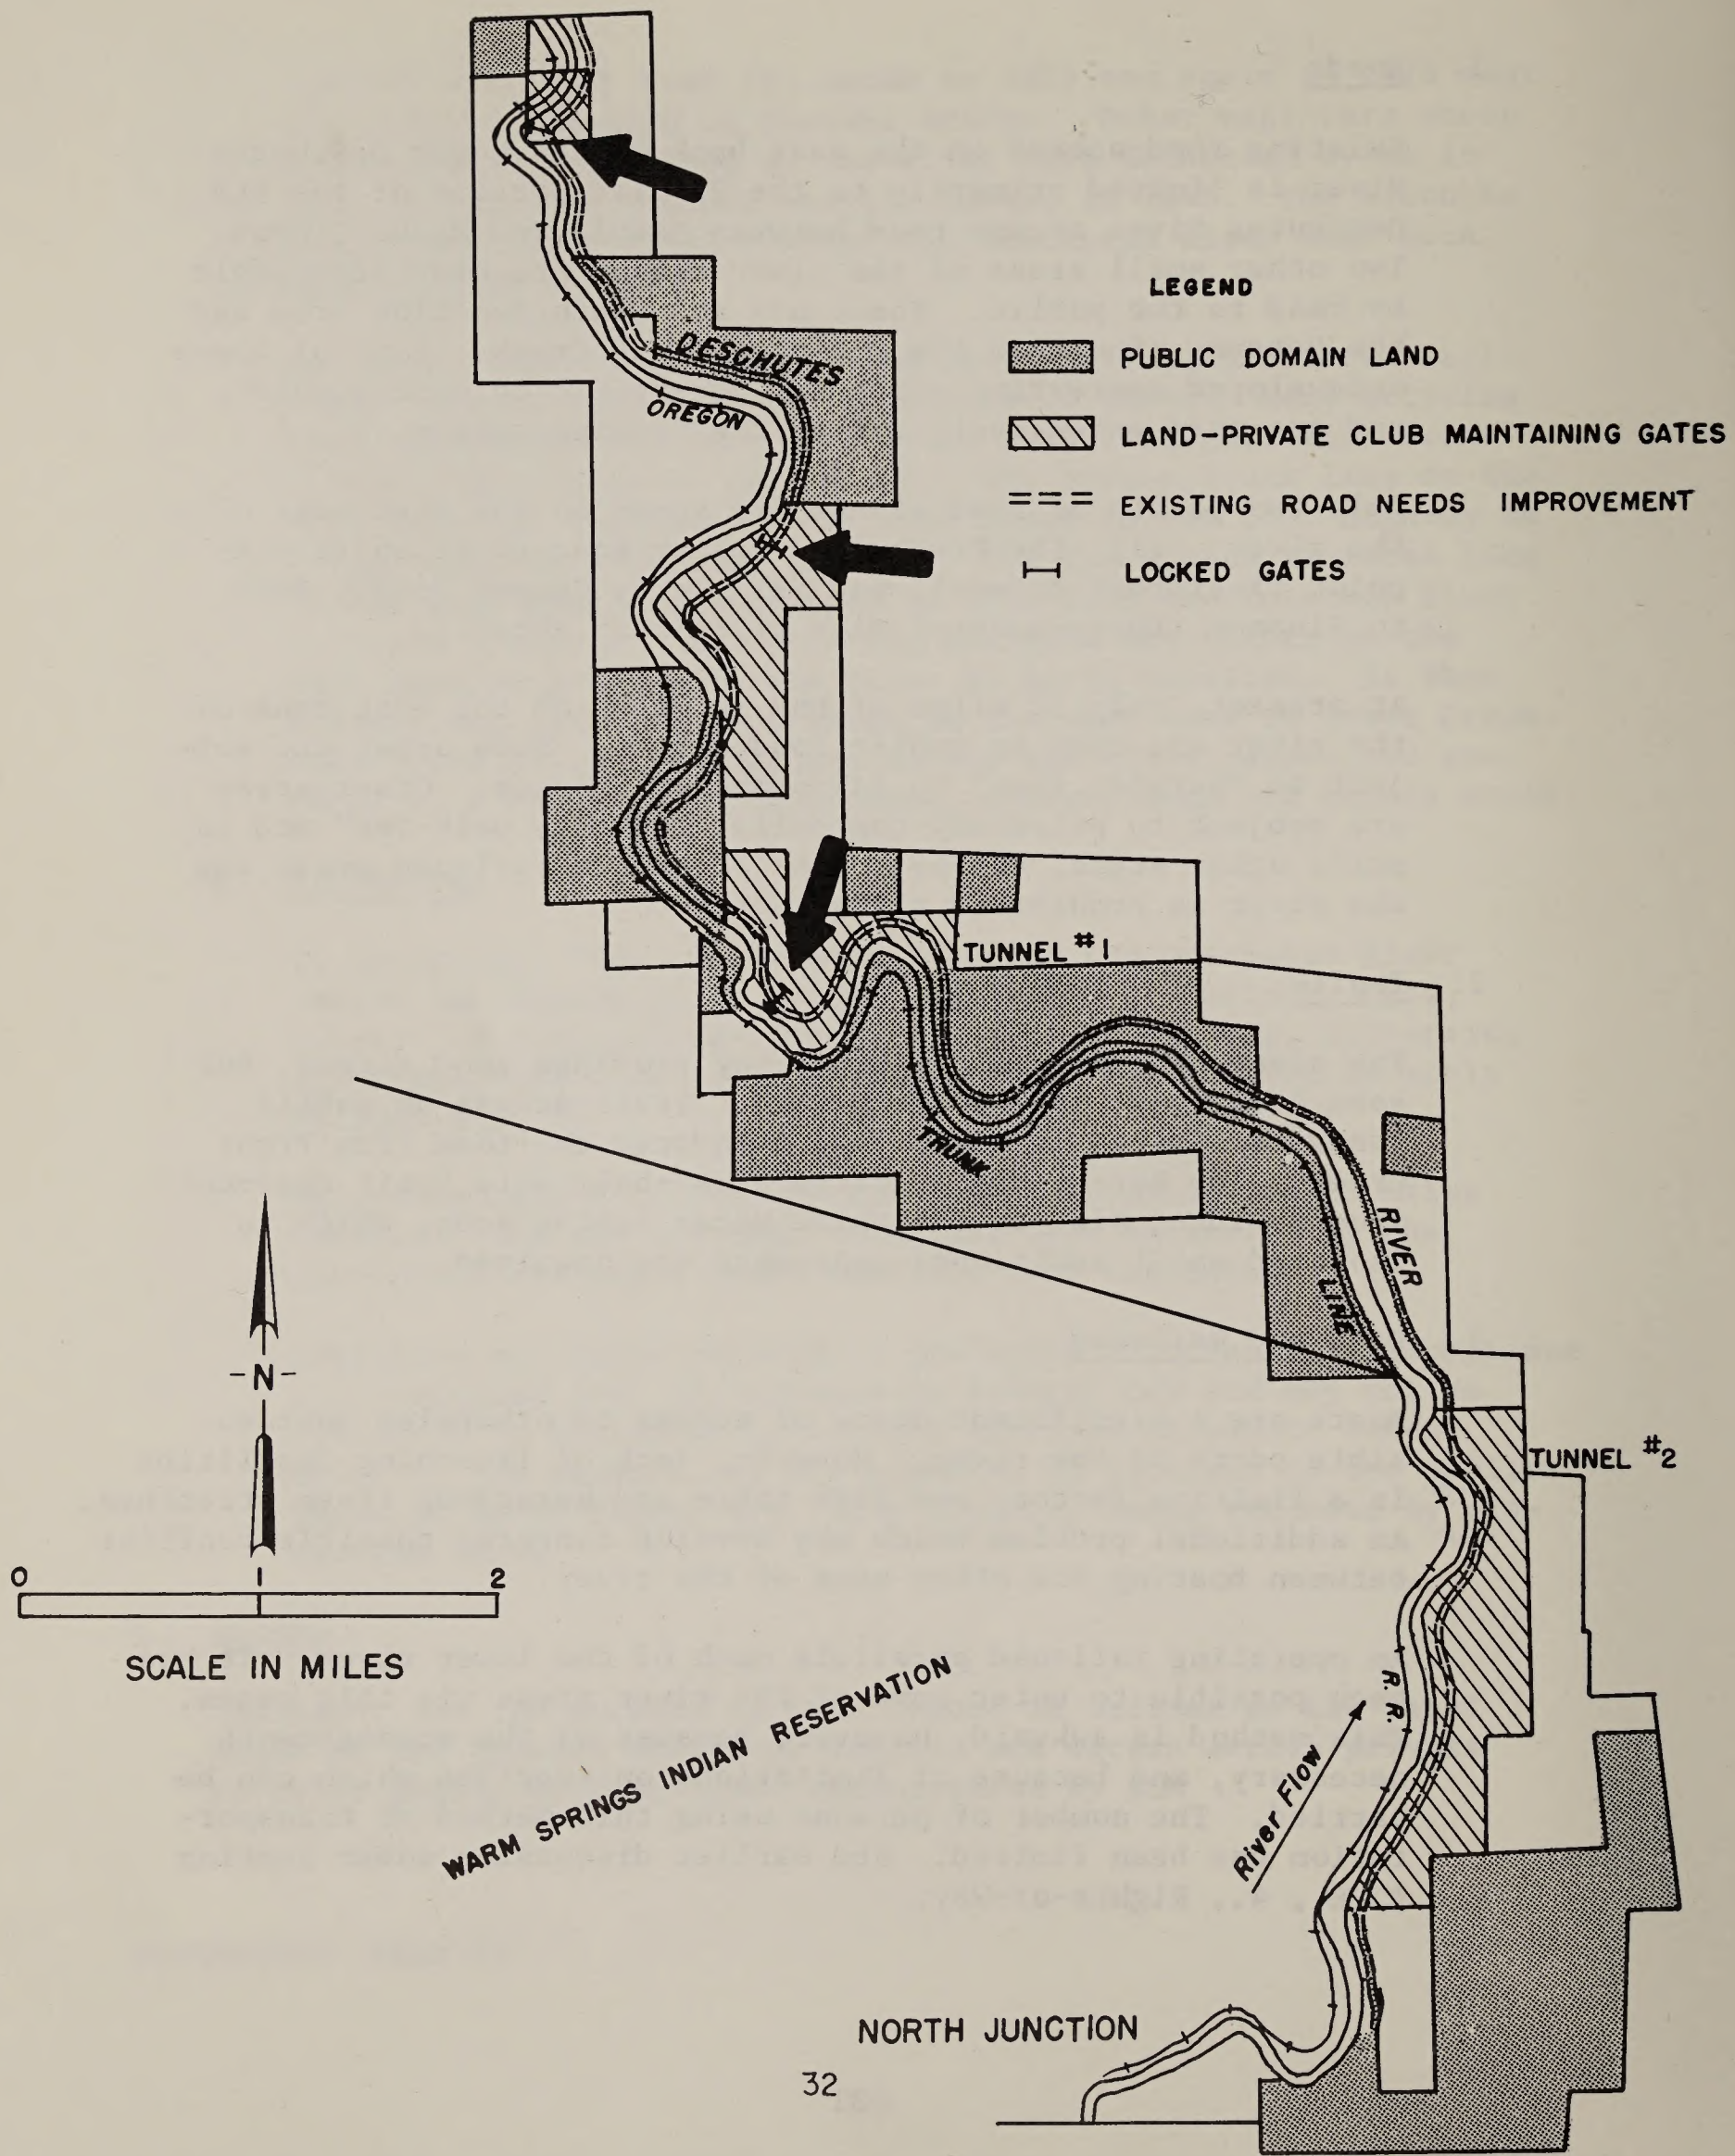 DESCHUTES
OREGON
LEGEND
PUBLIC DOMAIN LAND
LAND-PRIVATE CLUB MAINTAINING GATES
EXISTING ROAD NEEDS IMPROVEMENT
LOCKED GATES
TUNNEL #1
TRUNK
RIVER
LINE
-N-
TUNNEL #2
0 1 2
SCALE IN MILES
R. R.
WARM SPRINGS INDIAN RESERVATION
River Flow
NORTH JUNCTION
32